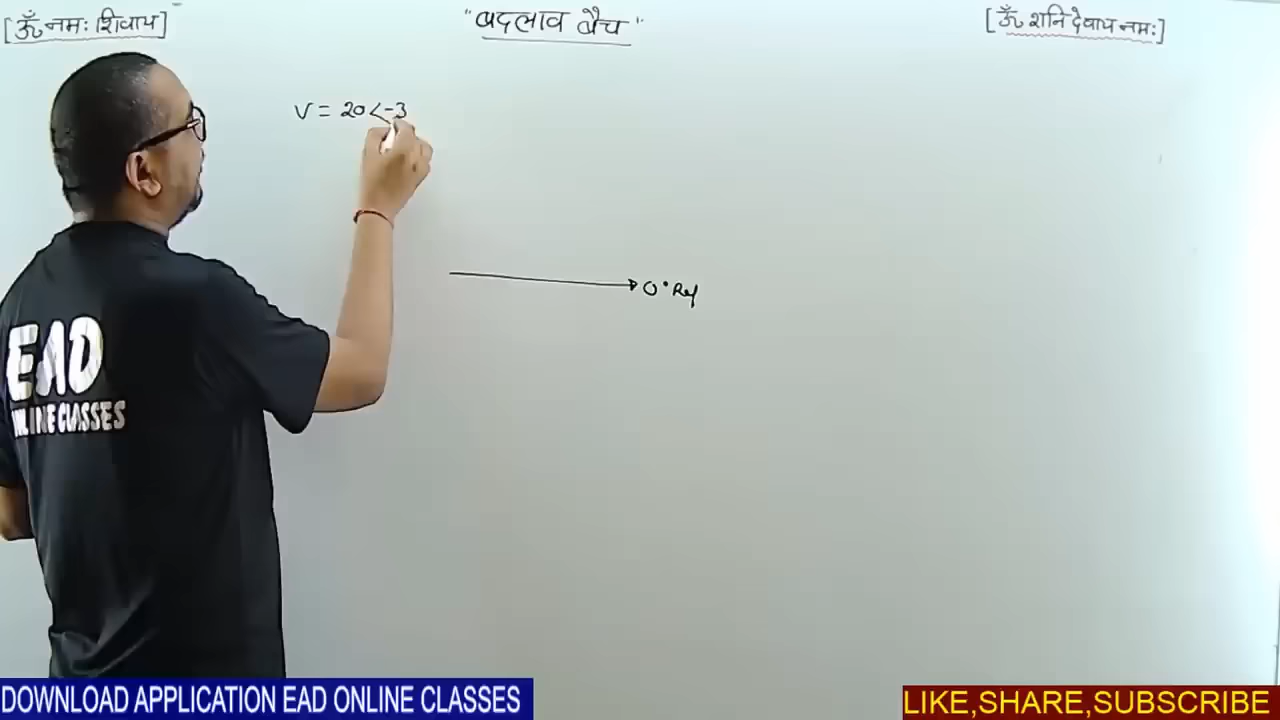 [ॐ नमः शिवाय]
"बदलाव बैच"
[ॐ शनि देवाय नमः]
V = 20<-3
0° Ref
EAD
ONLINE CLASSES
DOWNLOAD APPLICATION EAD ONLINE CLASSES
LIKE,SHARE,SUBSCRIBE